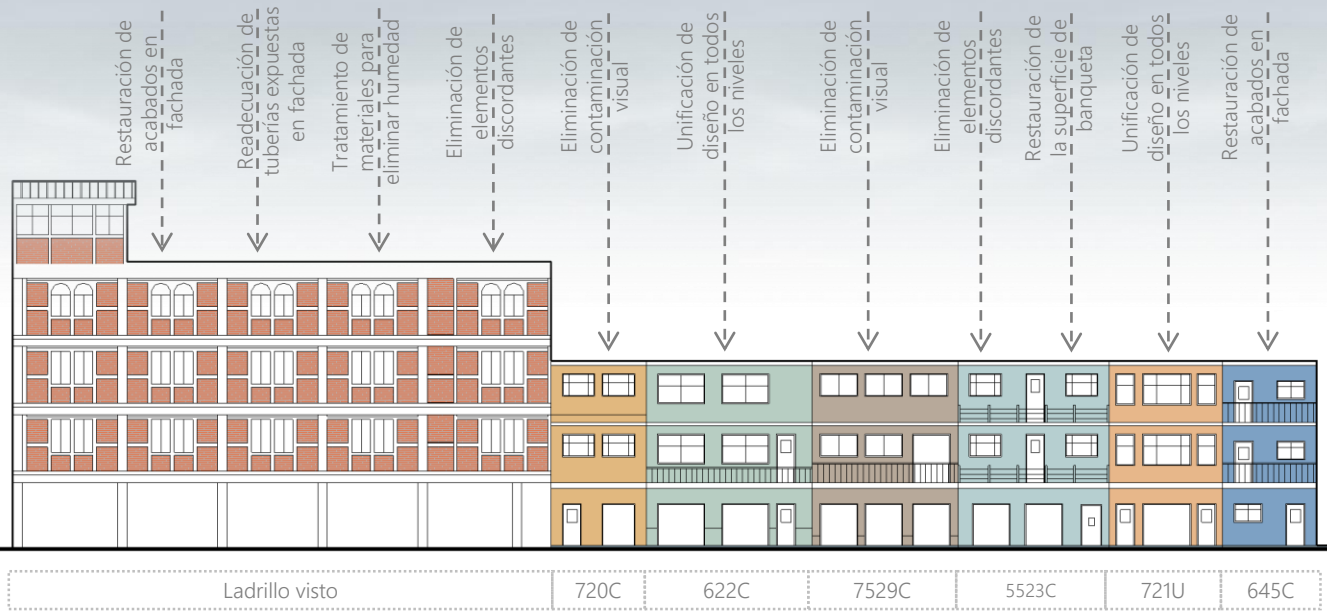 Restauración de
acabados en
fachada
Readecuación de
tuberías expuestas
en fachada
Tratamiento de
materiales para
eliminar humedad
Eliminación de
elementos
discordantes
Eliminación de
contaminación
visual
Unificación de
diseño en todos
los niveles
Eliminación de
contaminación
visual
Eliminación de
elementos
discordantes
Restauración de
la superficie de
banqueta
Unificación de
diseño en todos
los niveles
Restauración de
acabados en
fachada
Ladrillo visto
720C
622C
7529C
5523C
721U
645C